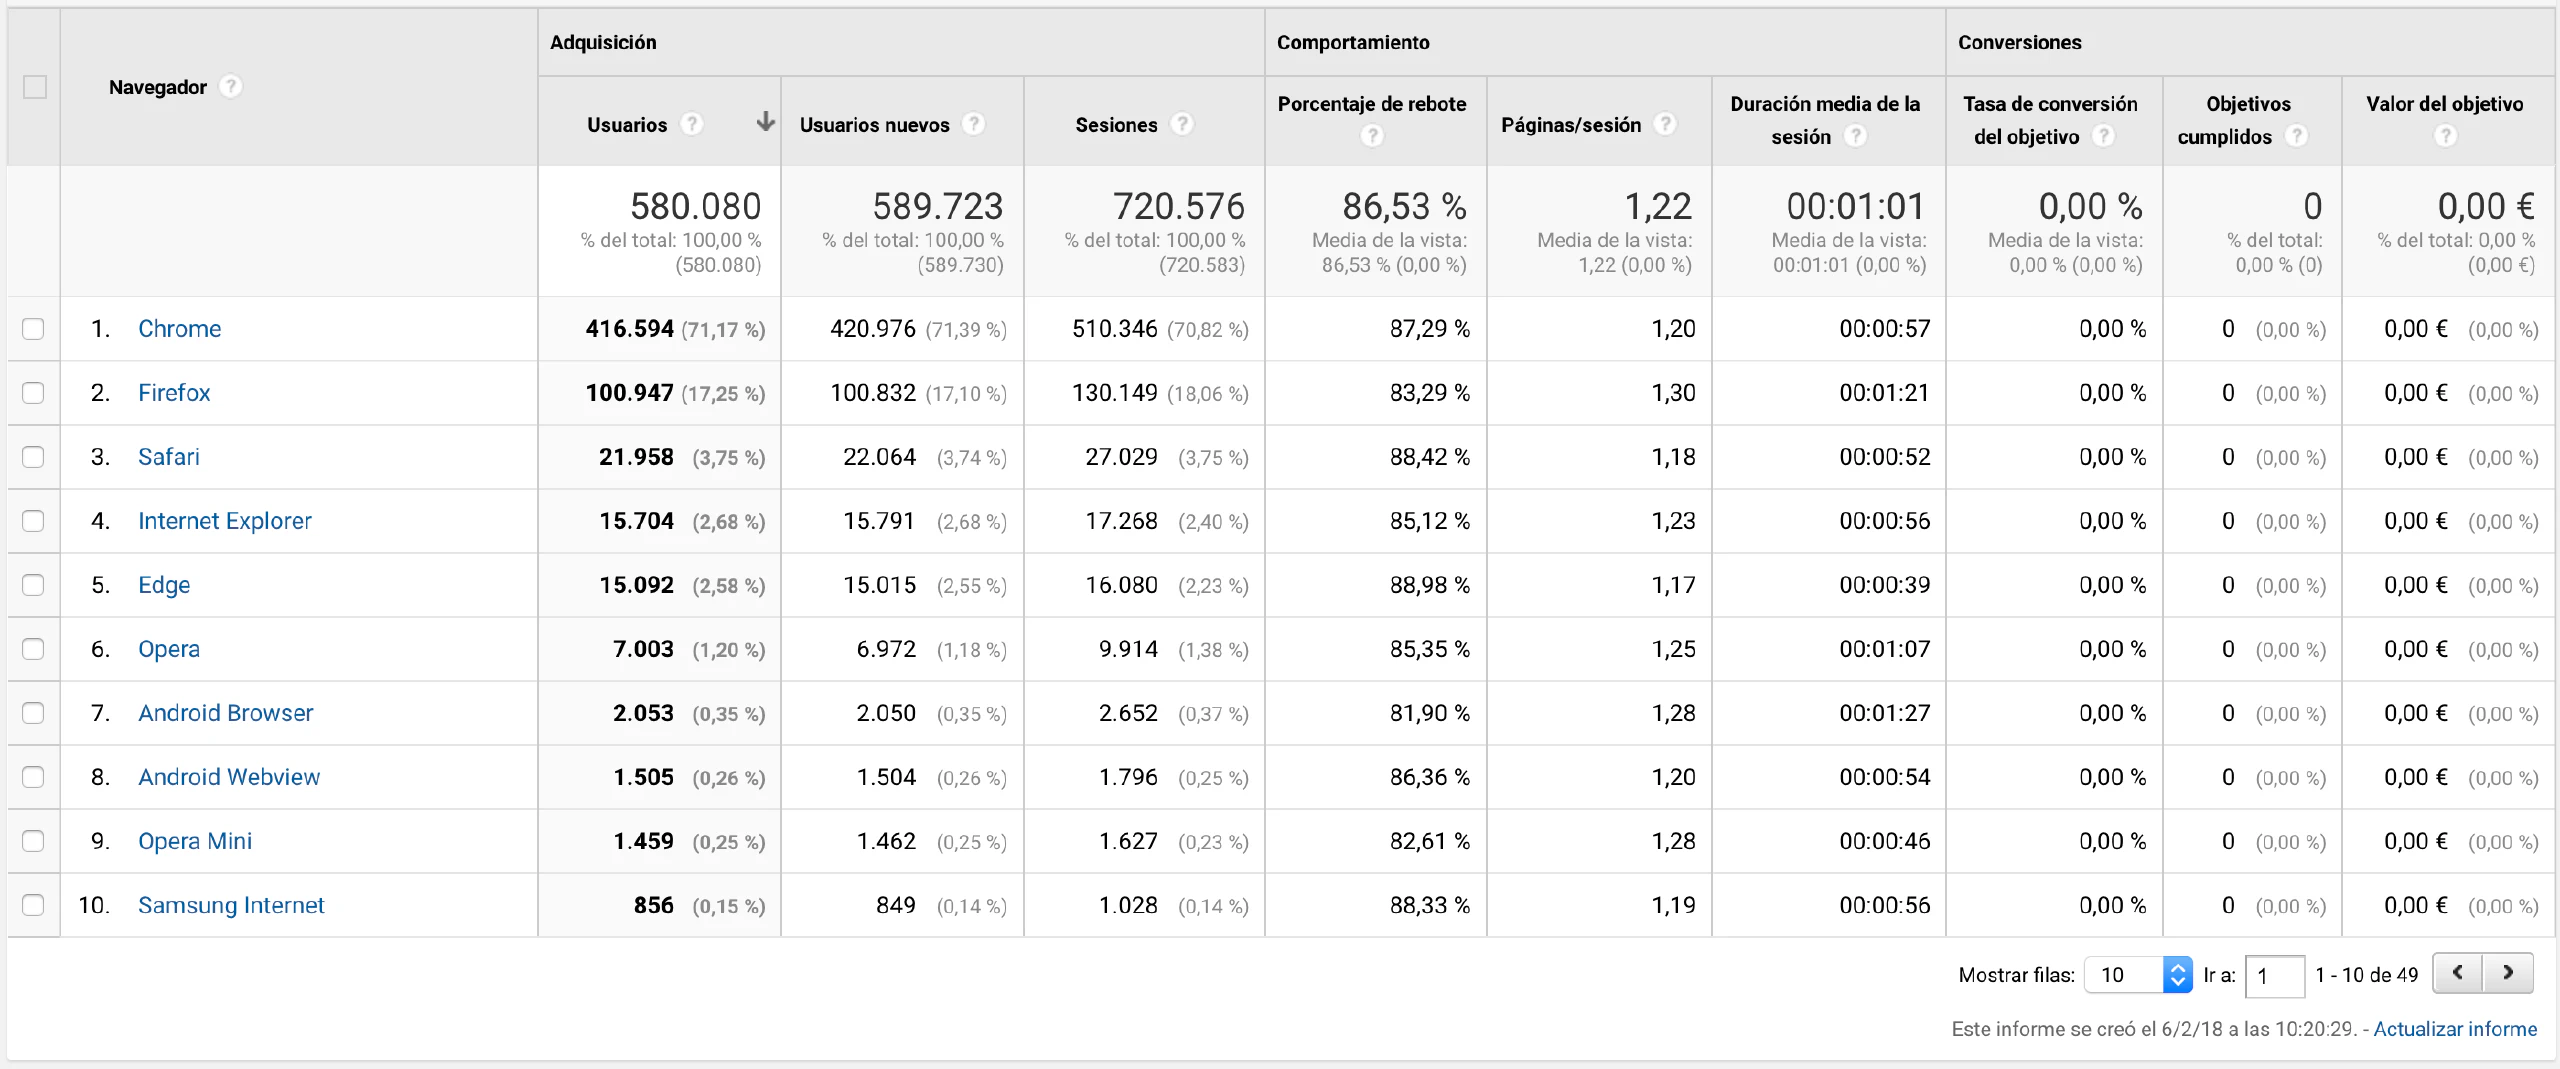 Adquisición Comportamiento Conversiones
Navegador ?
Usuarios ? Usuarios nuevos ? Sesiones ? Porcentaje de rebote ? Páginas/sesión ? Duración media de la sesión ? Tasa de conversión del objetivo ? Objetivos cumplidos ? Valor del objetivo ?
580.080 589.723 720.576 86,53 % 1,22 00:01:01 0,00 % 0 0,00 €
% del total: 100,00 % % del total: 100,00 % % del total: 100,00 % Media de la vista: Media de la vista: Media de la vista: Media de la vista: % del total: % del total: 0,00 %
(580.080) (589.730) (720.583) 86,53 % (0,00 %) 1,22 (0,00 %) 00:01:01 (0,00 %) 0,00 % (0,00 %) 0,00 % (0) (0,00 €)
1. Chrome 416.594 (71,17 %) 420.976 (71,39 %) 510.346 (70,82 %) 87,29 % 1,20 00:00:57 0,00 % 0 (0,00 %) 0,00 € (0,00 %)
2. Firefox 100.947 (17,25 %) 100.832 (17,10 %) 130.149 (18,06 %) 83,29 % 1,30 00:01:21 0,00 % 0 (0,00 %) 0,00 € (0,00 %)
3. Safari 21.958 (3,75 %) 22.064 (3,74 %) 27.029 (3,75 %) 88,42 % 1,18 00:00:52 0,00 % 0 (0,00 %) 0,00 € (0,00 %)
4. Internet Explorer 15.704 (2,68 %) 15.791 (2,68 %) 17.268 (2,40 %) 85,12 % 1,23 00:00:56 0,00 % 0 (0,00 %) 0,00 € (0,00 %)
5. Edge 15.092 (2,58 %) 15.015 (2,55 %) 16.080 (2,23 %) 88,98 % 1,17 00:00:39 0,00 % 0 (0,00 %) 0,00 € (0,00 %)
6. Opera 7.003 (1,20 %) 6.972 (1,18 %) 9.914 (1,38 %) 85,35 % 1,25 00:01:07 0,00 % 0 (0,00 %) 0,00 € (0,00 %)
7. Android Browser 2.053 (0,35 %) 2.050 (0,35 %) 2.652 (0,37 %) 81,90 % 1,28 00:01:27 0,00 % 0 (0,00 %) 0,00 € (0,00 %)
8. Android Webview 1.505 (0,26 %) 1.504 (0,26 %) 1.796 (0,25 %) 86,36 % 1,20 00:00:54 0,00 % 0 (0,00 %) 0,00 € (0,00 %)
9. Opera Mini 1.459 (0,25 %) 1.462 (0,25 %) 1.627 (0,23 %) 82,61 % 1,28 00:00:46 0,00 % 0 (0,00 %) 0,00 € (0,00 %)
10. Samsung Internet 856 (0,15 %) 849 (0,14 %) 1.028 (0,14 %) 88,33 % 1,19 00:00:56 0,00 % 0 (0,00 %) 0,00 € (0,00 %)
Mostrar filas: 10 Ir a: 1 1 - 10 de 49
Este informe se creó el 6/2/18 a las 10:20:29. - Actualizar informe